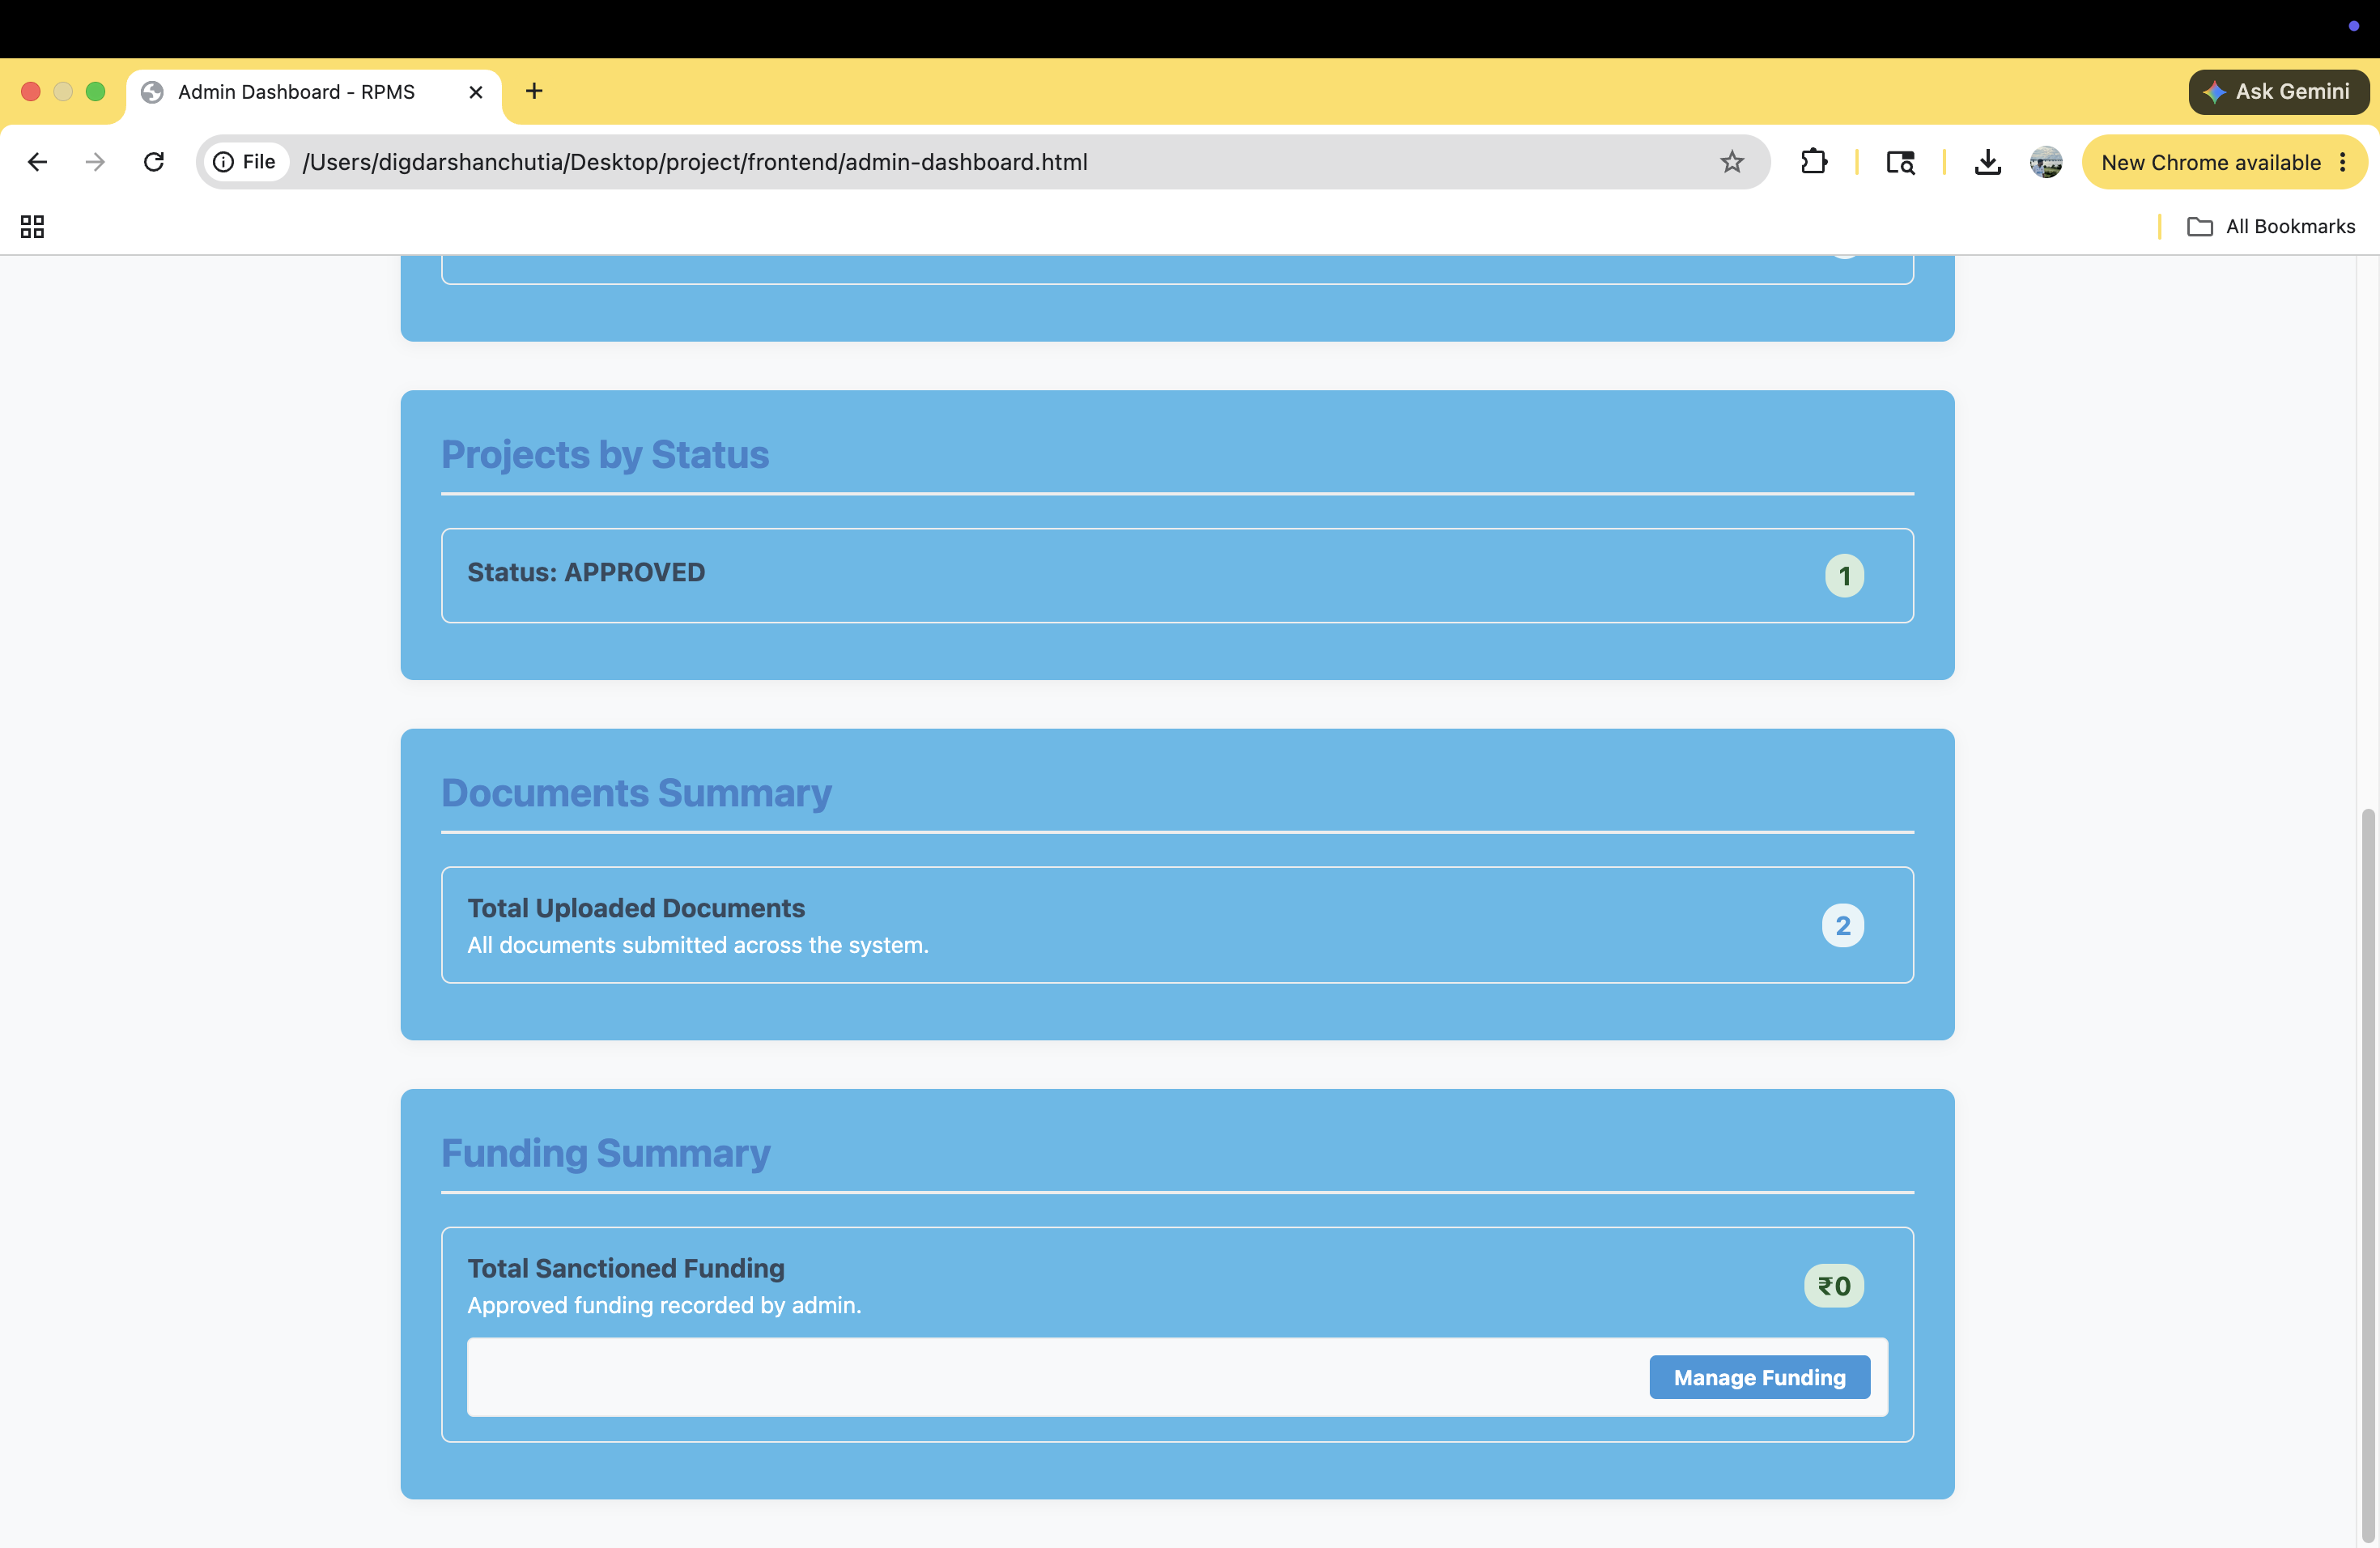 Admin Dashboard - RPMS
Ask Gemini
File /Users/digdarshanchutia/Desktop/project/frontend/admin-dashboard.html
New Chrome available
All Bookmarks
Projects by Status
Status: APPROVED
1
Documents Summary
Total Uploaded Documents
All documents submitted across the system.
2
Funding Summary
Total Sanctioned Funding
Approved funding recorded by admin.
₹0
Manage Funding